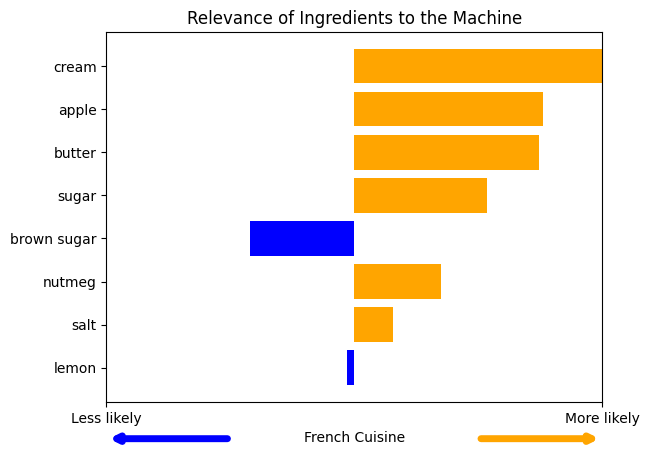 Relevance of Ingredients to the Machine
cream
apple
butter
sugar
brown sugar
nutmeg
salt
lemon
Less likely
More likely
French Cuisine